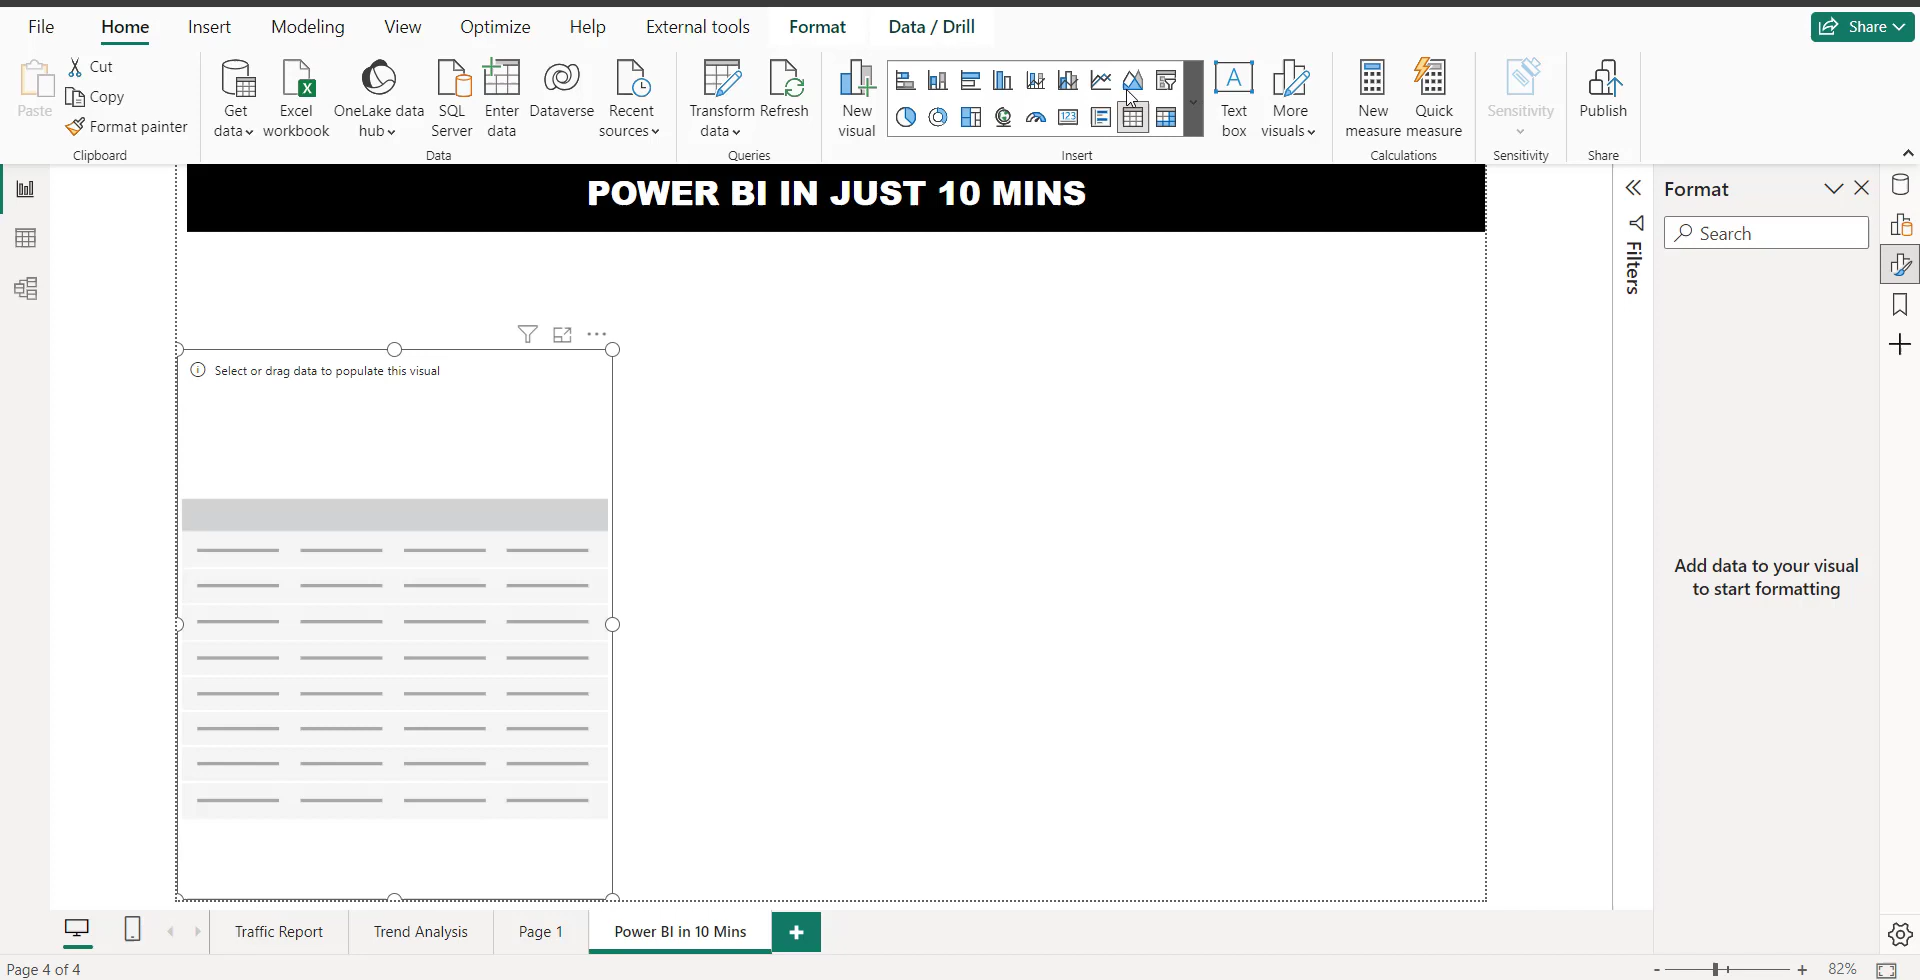 File Home Insert Modeling View Optimize Help External tools Format Data / Drill Share
Paste Cut
Copy
Format painter
Clipboard
Get data
Excel workbook
OneLake data hub
SQL Server
Enter data
Dataverse
Recent sources
Data
Transform data
Refresh
Queries
New visual
123
A
Text box
More visuals
Insert
New measure
Quick measure
Calculations
Sensitivity
Sensitivity
Publish
Share
POWER BI IN JUST 10 MINS
Select or drag data to populate this visual
Filters
Format
Search
Add data to your visual
to start formatting
Traffic Report Trend Analysis Page 1 Power BI in 10 Mins +
Page 4 of 4
- + 82%